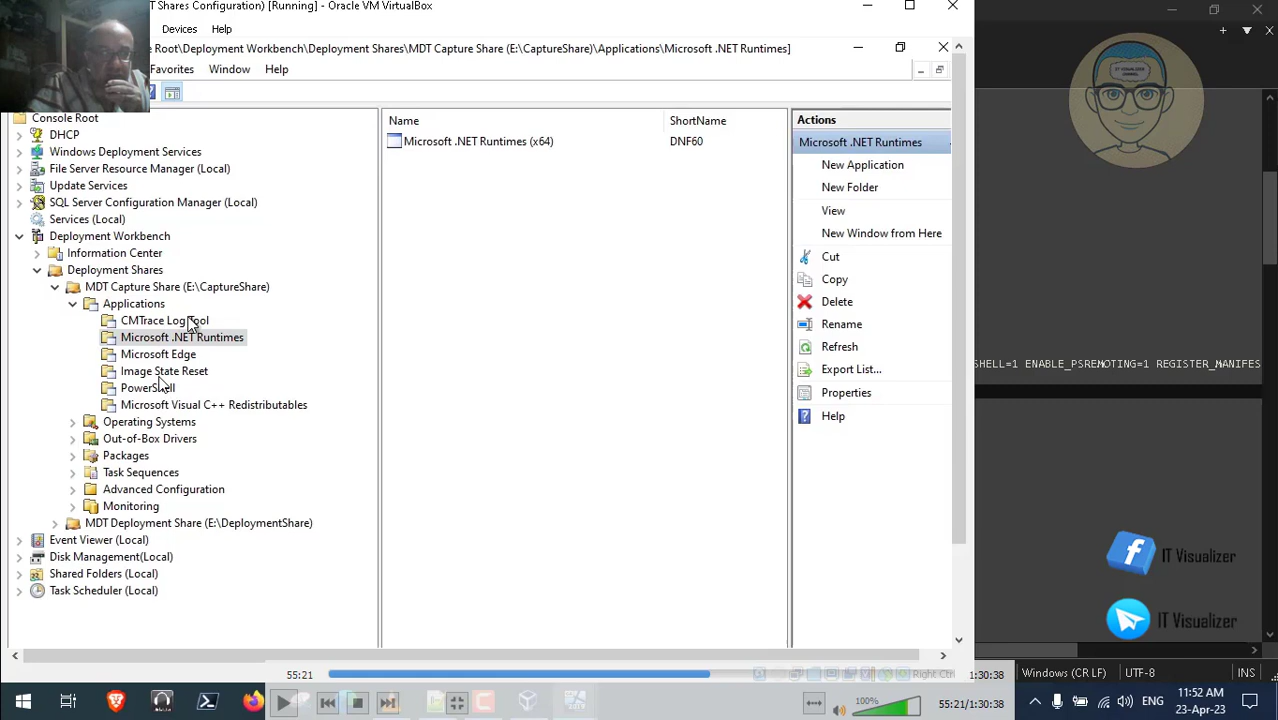 T Shares Configuration) [Running] - Oracle VM VirtualBox
Devices Help
Root\Deployment Workbench\Deployment Shares\MDT Capture Share (E:\CaptureShare)\Applications\Microsoft .NET Runtimes]
Favorites Window Help
Console Root
DHCP
Windows Deployment Services
File Server Resource Manager (Local)
Update Services
SQL Server Configuration Manager (Local)
Services (Local)
Deployment Workbench
Information Center
Deployment Shares
MDT Capture Share (E:\CaptureShare)
Applications
CMTrace Log Tool
Microsoft .NET Runtimes
Microsoft Edge
Image State Reset
PowerShell
Microsoft Visual C++ Redistributables
Operating Systems
Out-of-Box Drivers
Packages
Task Sequences
Advanced Configuration
Monitoring
MDT Deployment Share (E:\DeploymentShare)
Event Viewer (Local)
Disk Management(Local)
Shared Folders (Local)
Task Scheduler (Local)
Name ShortName
Microsoft .NET Runtimes (x64) DNF60
Actions
Microsoft .NET Runtimes
New Application
New Folder
View
New Window from Here
Cut
Copy
Delete
Rename
Refresh
Export List...
Properties
Help
IT VISUALIZER
CHANNEL
SHELL=1 ENABLE_PSREMOTING=1 REGISTER_MANIFES
IT Visualizer
IT Visualizer
55:21 1:30:38
Right Ctrl
Windows (CR LF) UTF-8 INS
100%
55:21/1:30:38
ENG
11:52 AM
23-Apr-23